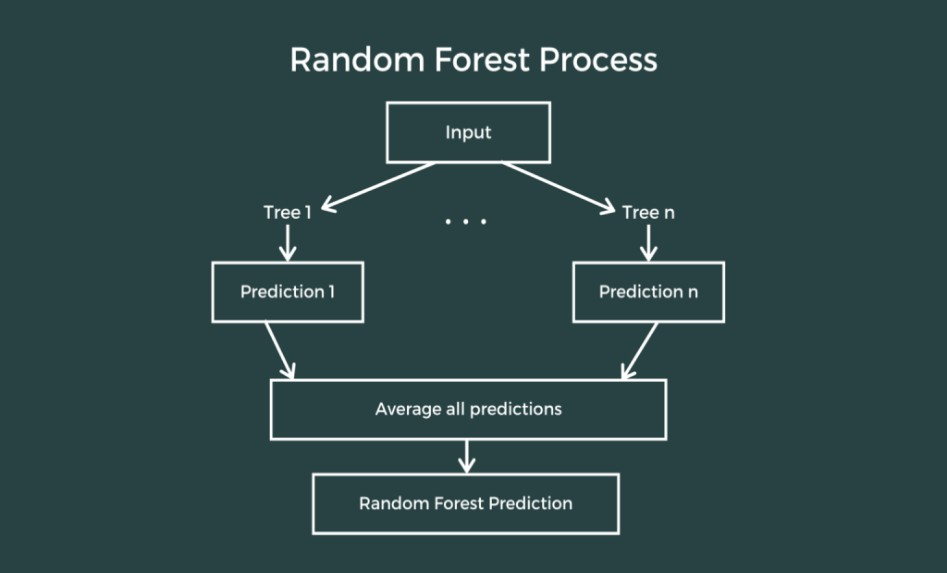 Random Forest Process
Input
Tree 1
. . .
Tree n
Prediction 1
Prediction n
Average all predictions
Random Forest Prediction